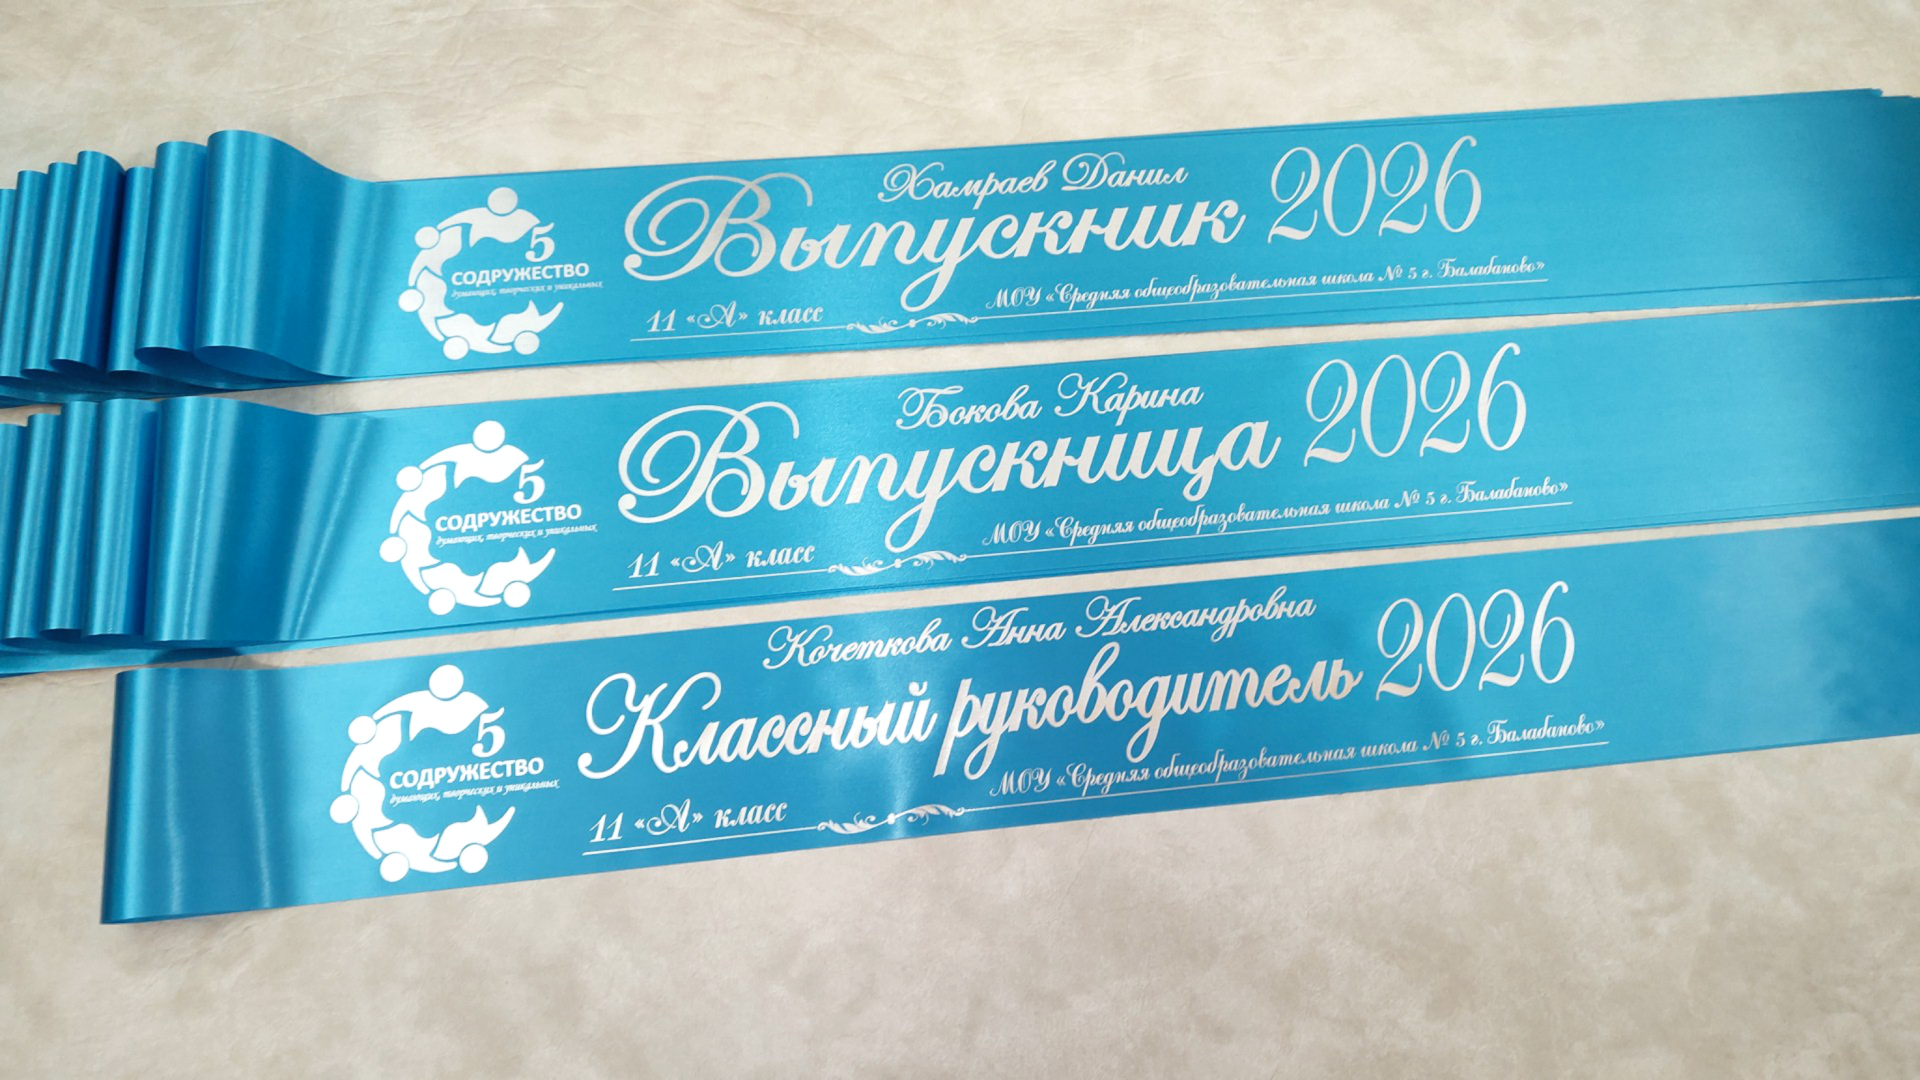 Хамраев Данил
Выпускник 2026
5
СОДРУЖЕСТВО
думающих, творческих и уникальных
11 «А» класс
МОУ «Средняя общеобразовательная школа № 5 г. Балабаново»
Бокова Карина
Выпускница 2026
5
СОДРУЖЕСТВО
думающих, творческих и уникальных
11 «А» класс
МОУ «Средняя общеобразовательная школа № 5 г. Балабаново»
Кочеткова Анна Александровна
Классный руководитель 2026
5
СОДРУЖЕСТВО
думающих, творческих и уникальных
11 «А» класс
МОУ «Средняя общеобразовательная школа № 5 г. Балабаново»